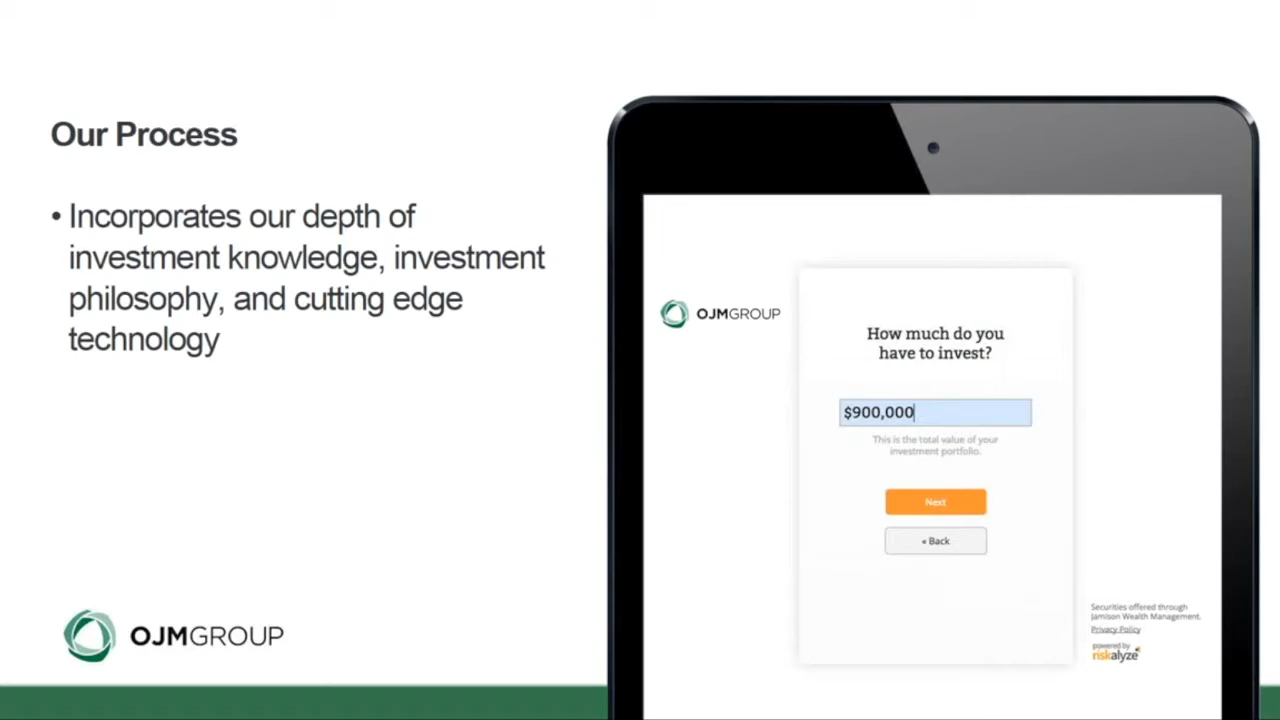 Our Process
• Incorporates our depth of
investment knowledge, investment
philosophy, and cutting edge
technology
OJMGROUP
OJMGROUP
How much do you
have to invest?
$900,000
This is the total value of your
investment portfolio.
Next
« Back
Securities offered through
Jamison Wealth Management.
Privacy Policy
powered by
riskalyze